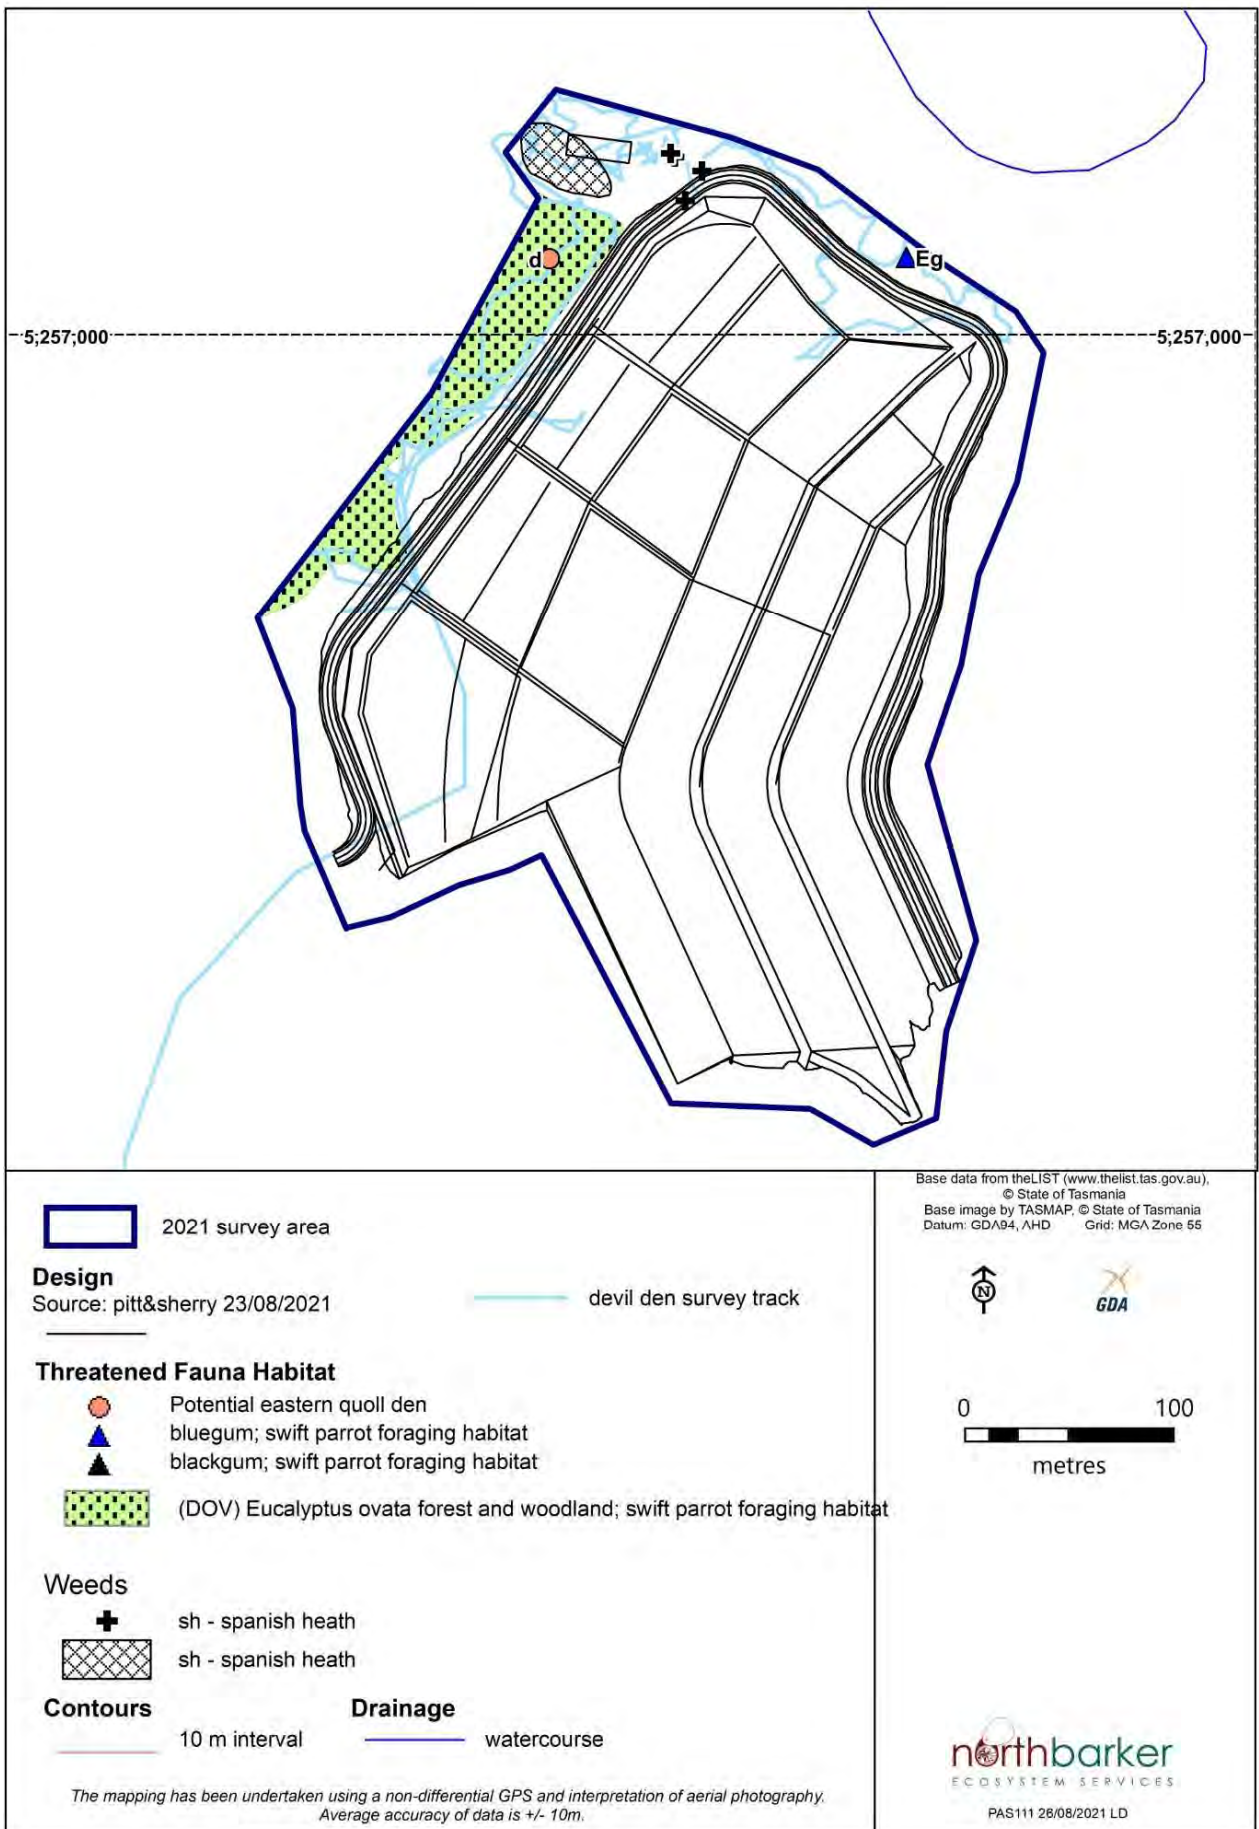 d
Eg
5,257,000
5,257,000
2021 survey area
Design
Source: pitt&sherry 23/08/2021
devil den survey track
Threatened Fauna Habitat
Potential eastern quoll den
bluegum; swift parrot foraging habitat
blackgum; swift parrot foraging habitat
(DOV) Eucalyptus ovata forest and woodland; swift parrot foraging habitat
Weeds
sh - spanish heath
sh - spanish heath
Contours
Drainage
10 m interval
watercourse
The mapping has been undertaken using a non-differential GPS and interpretation of aerial photography.
Average accuracy of data is +/- 10m.
Base data from theLIST (www.thelist.tas.gov.au),
© State of Tasmania
Base image by TASMAP, © State of Tasmania
Datum: GDA94, AHD Grid: MGA Zone 55
N
GDA
0 100
metres
northbarker
ECOSYSTEM SERVICES
PAS111 26/08/2021 LD